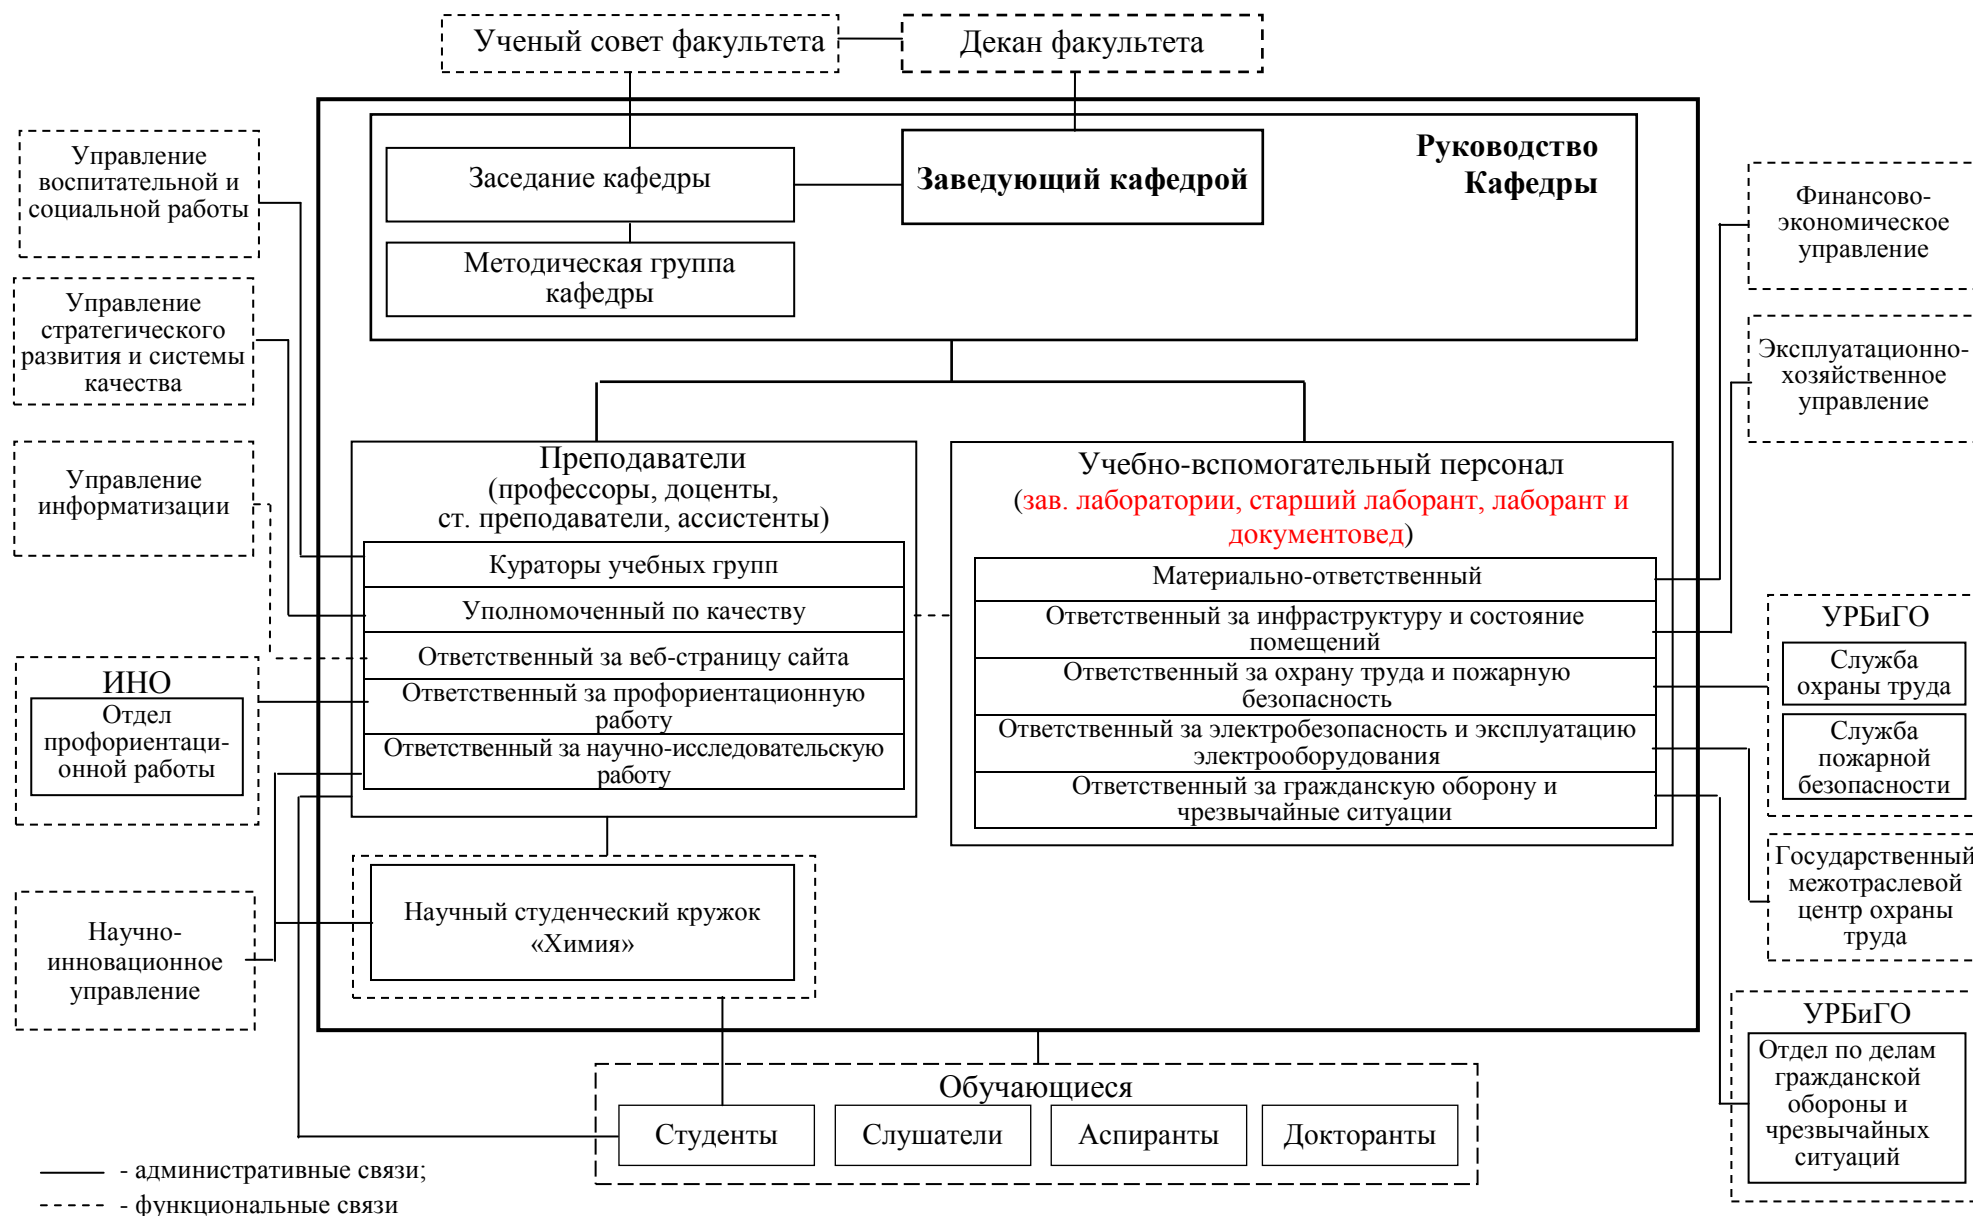 Ученый совет факультета
Декан факультета
Руководство
Кафедры
Заседание кафедры
Заведующий кафедрой
Методическая группа
кафедры
Управление
воспитательной и
социальной работы
Управление
стратегического
развития и системы
качества
Управление
информатизации
ИНО
Отдел
профориентаци-
онной работы
Научно-
инновационное
управление
Преподаватели
(профессоры, доценты,
ст. преподаватели, ассистенты)
Кураторы учебных групп
Уполномоченный по качеству
Ответственный за веб-страницу сайта
Ответственный за профориентационную
работу
Ответственный за научно-исследовательскую
работу
Научный студенческий кружок
«Химия»
Учебно-вспомогательный персонал
(зав. лаборатории, старший лаборант, лаборант и
документовед)
Материально-ответственный
Ответственный за инфраструктуру и состояние
помещений
Ответственный за охрану труда и пожарную
безопасность
Ответственный за электробезопасность и эксплуатацию
электрооборудования
Ответственный за гражданскую оборону и
чрезвычайные ситуации
Финансово-
экономическое
управление
Эксплуатационно-
хозяйственное
управление
УРБиГО
Служба
охраны труда
Служба
пожарной
безопасности
Государственный
межотраслевой
центр охраны
труда
УРБиГО
Отдел по делам
гражданской
обороны и
чрезвычайных
ситуаций
Обучающиеся
Студенты
Слушатели
Аспиранты
Докторанты
- административные связи;
- функциональные связи